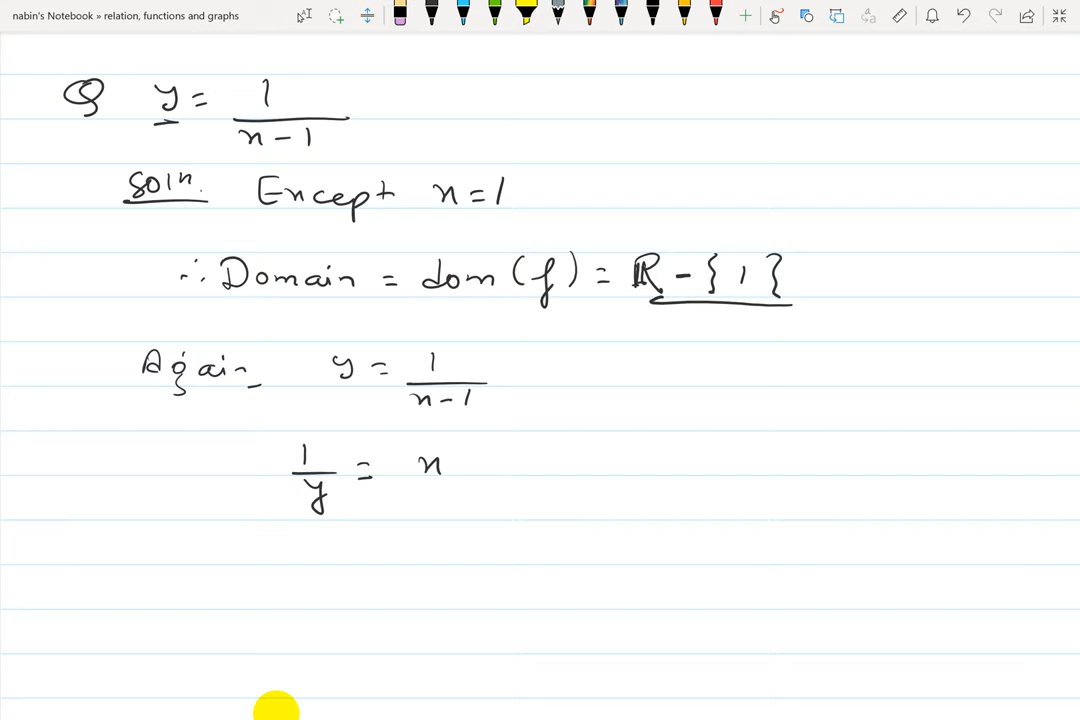 nabin's Notebook » relation, functions and graphs
Q y = 1/(x-1)
Soln. Except x = 1
∴ Domain = dom(f) = ℝ - {1}
Again y = 1/(x-1)
1/y = x